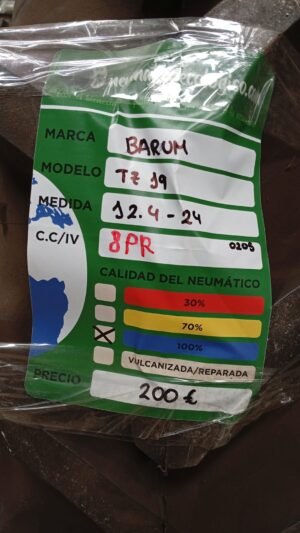 MARCA BARUM
MODELO TZ 19
MEDIDA 12.4-24
C.C/IV 8PR 0209
CALIDAD DEL NEUMÁTICO
30%
70%
X 100%
VULCANIZADA/REPARADA
PRECIO 200 €